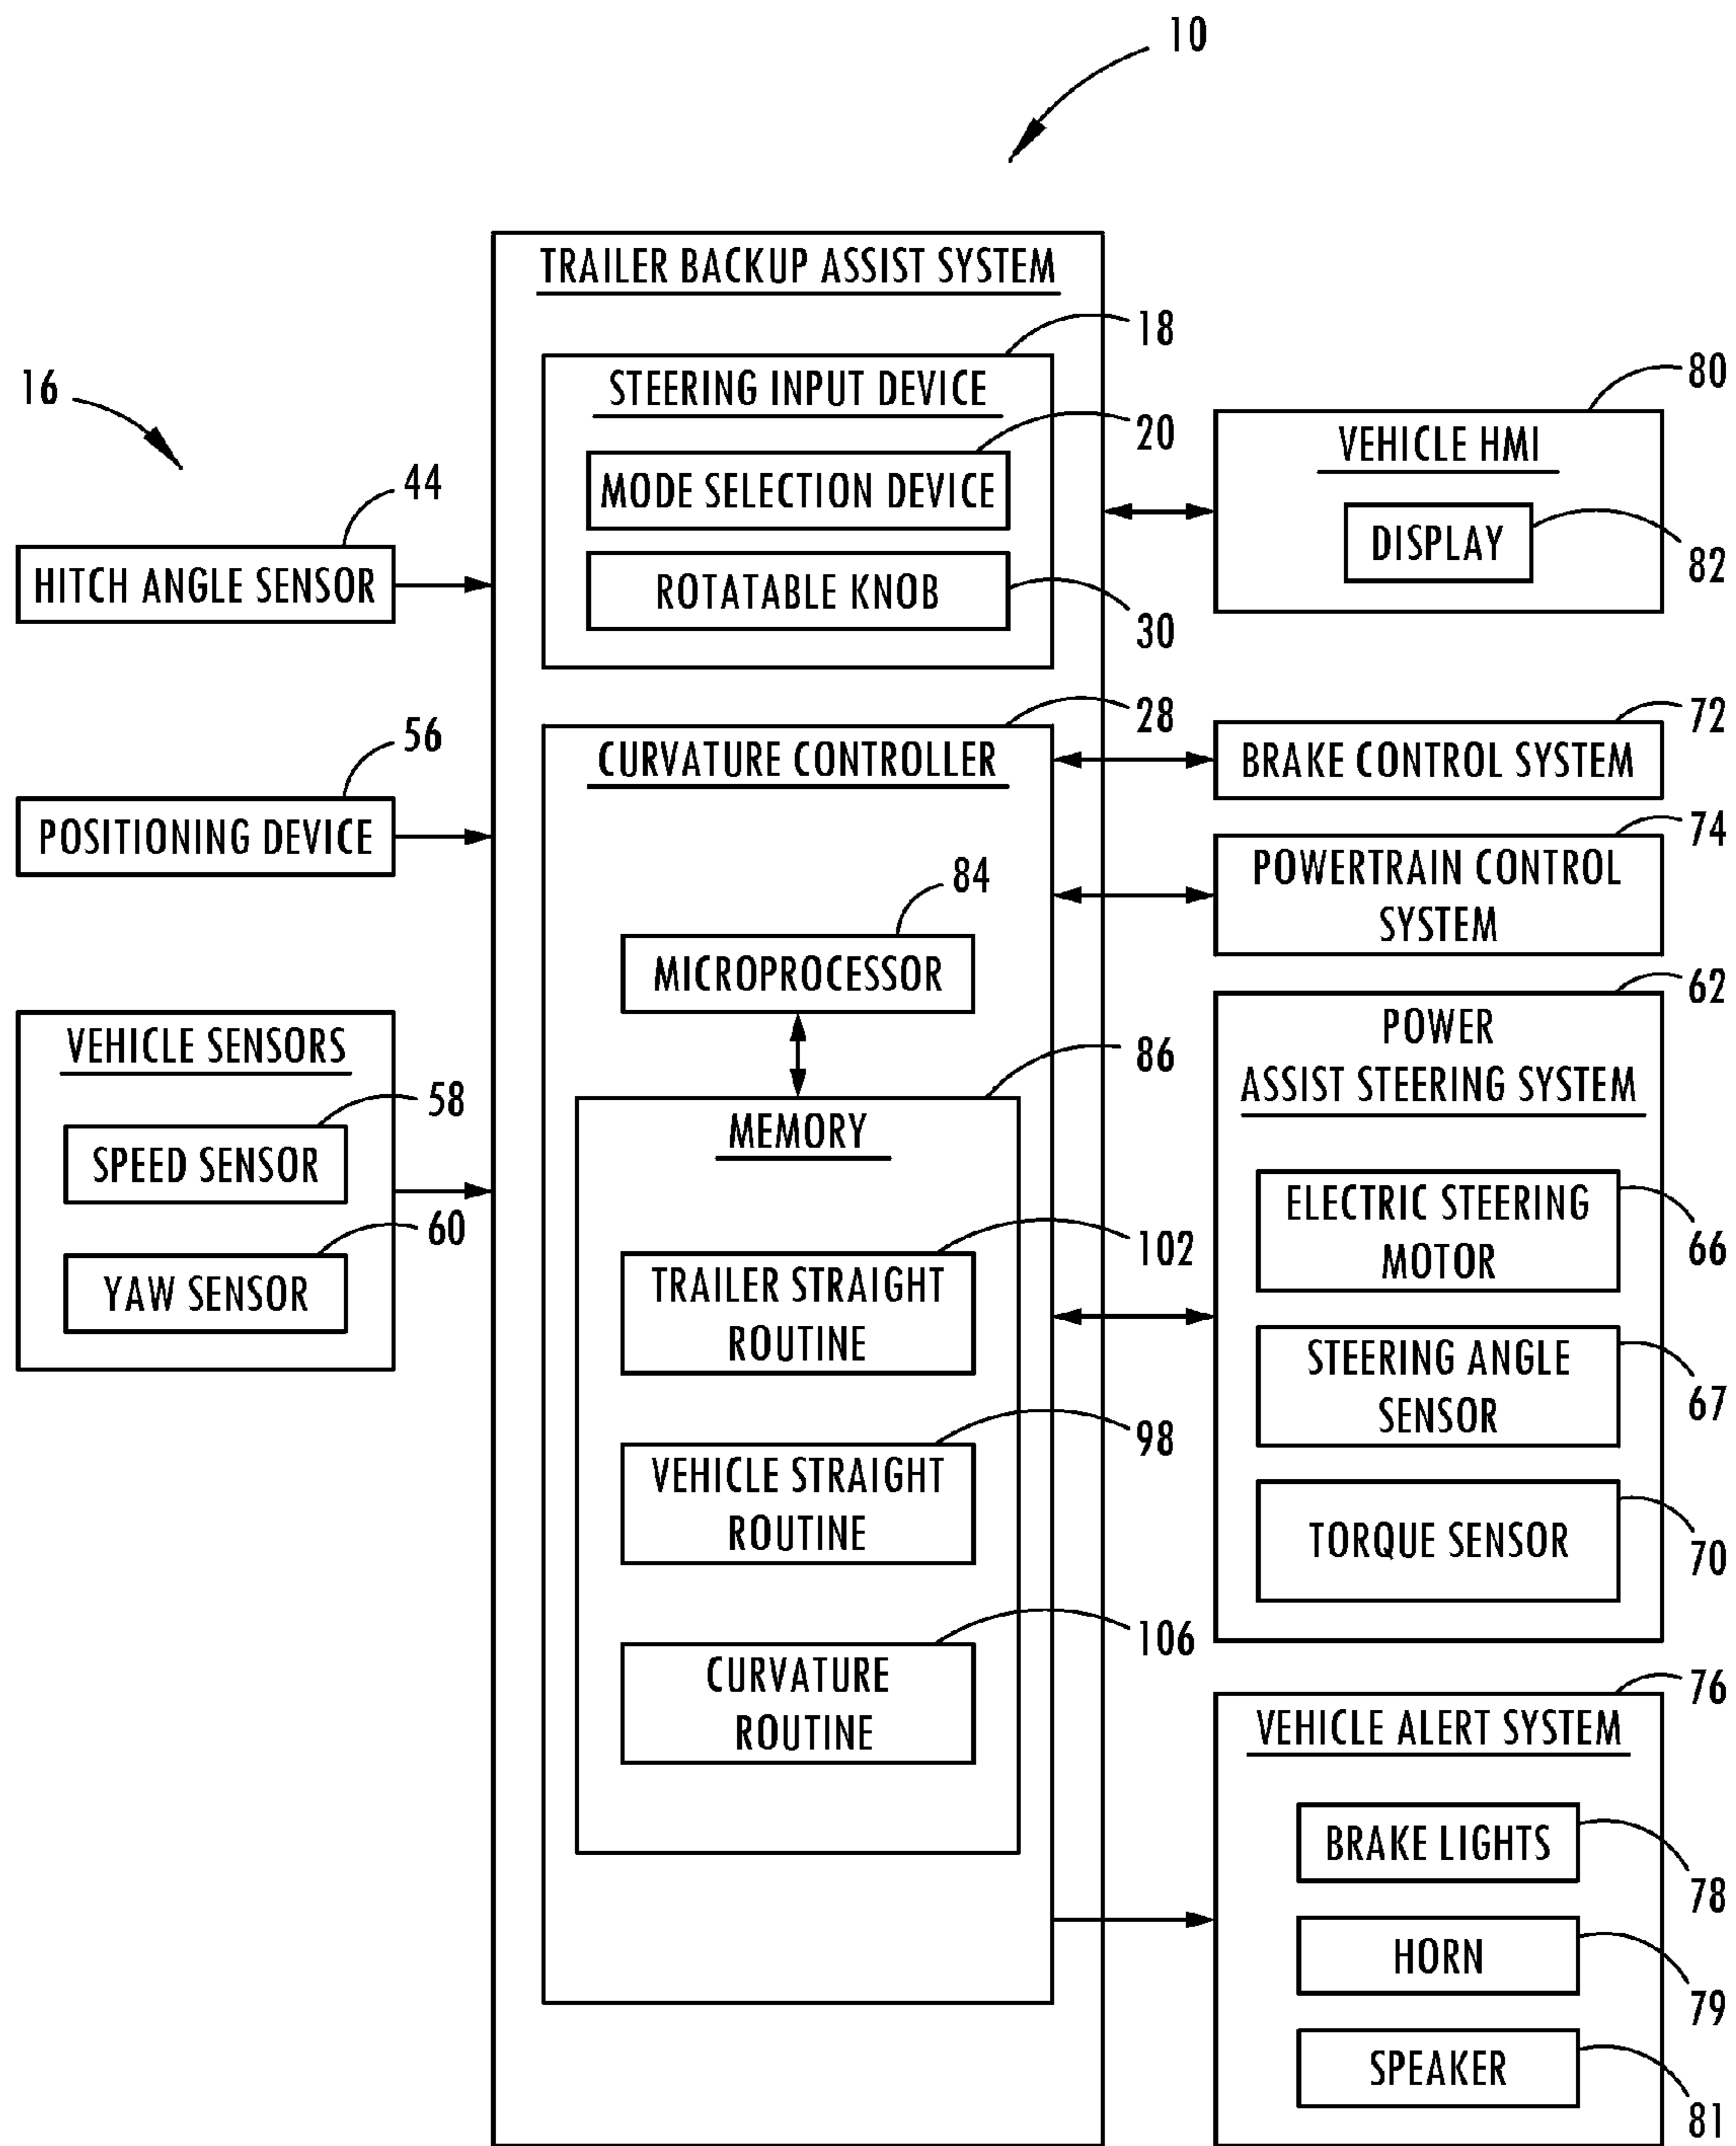 10
TRAILER BACKUP ASSIST SYSTEM
18
STEERING INPUT DEVICE
20
MODE SELECTION DEVICE
ROTATABLE KNOB
30
16
44
HITCH ANGLE SENSOR
56
POSITIONING DEVICE
VEHICLE SENSORS
58
SPEED SENSOR
60
YAW SENSOR
28
CURVATURE CONTROLLER
84
MICROPROCESSOR
86
MEMORY
102
TRAILER STRAIGHT
ROUTINE
98
VEHICLE STRAIGHT
ROUTINE
106
CURVATURE
ROUTINE
80
VEHICLE HMI
DISPLAY
82
72
BRAKE CONTROL SYSTEM
74
POWERTRAIN CONTROL
SYSTEM
62
POWER
ASSIST STEERING SYSTEM
ELECTRIC STEERING
MOTOR
66
STEERING ANGLE
SENSOR
67
TORQUE SENSOR
70
76
VEHICLE ALERT SYSTEM
BRAKE LIGHTS
78
HORN
79
SPEAKER
81